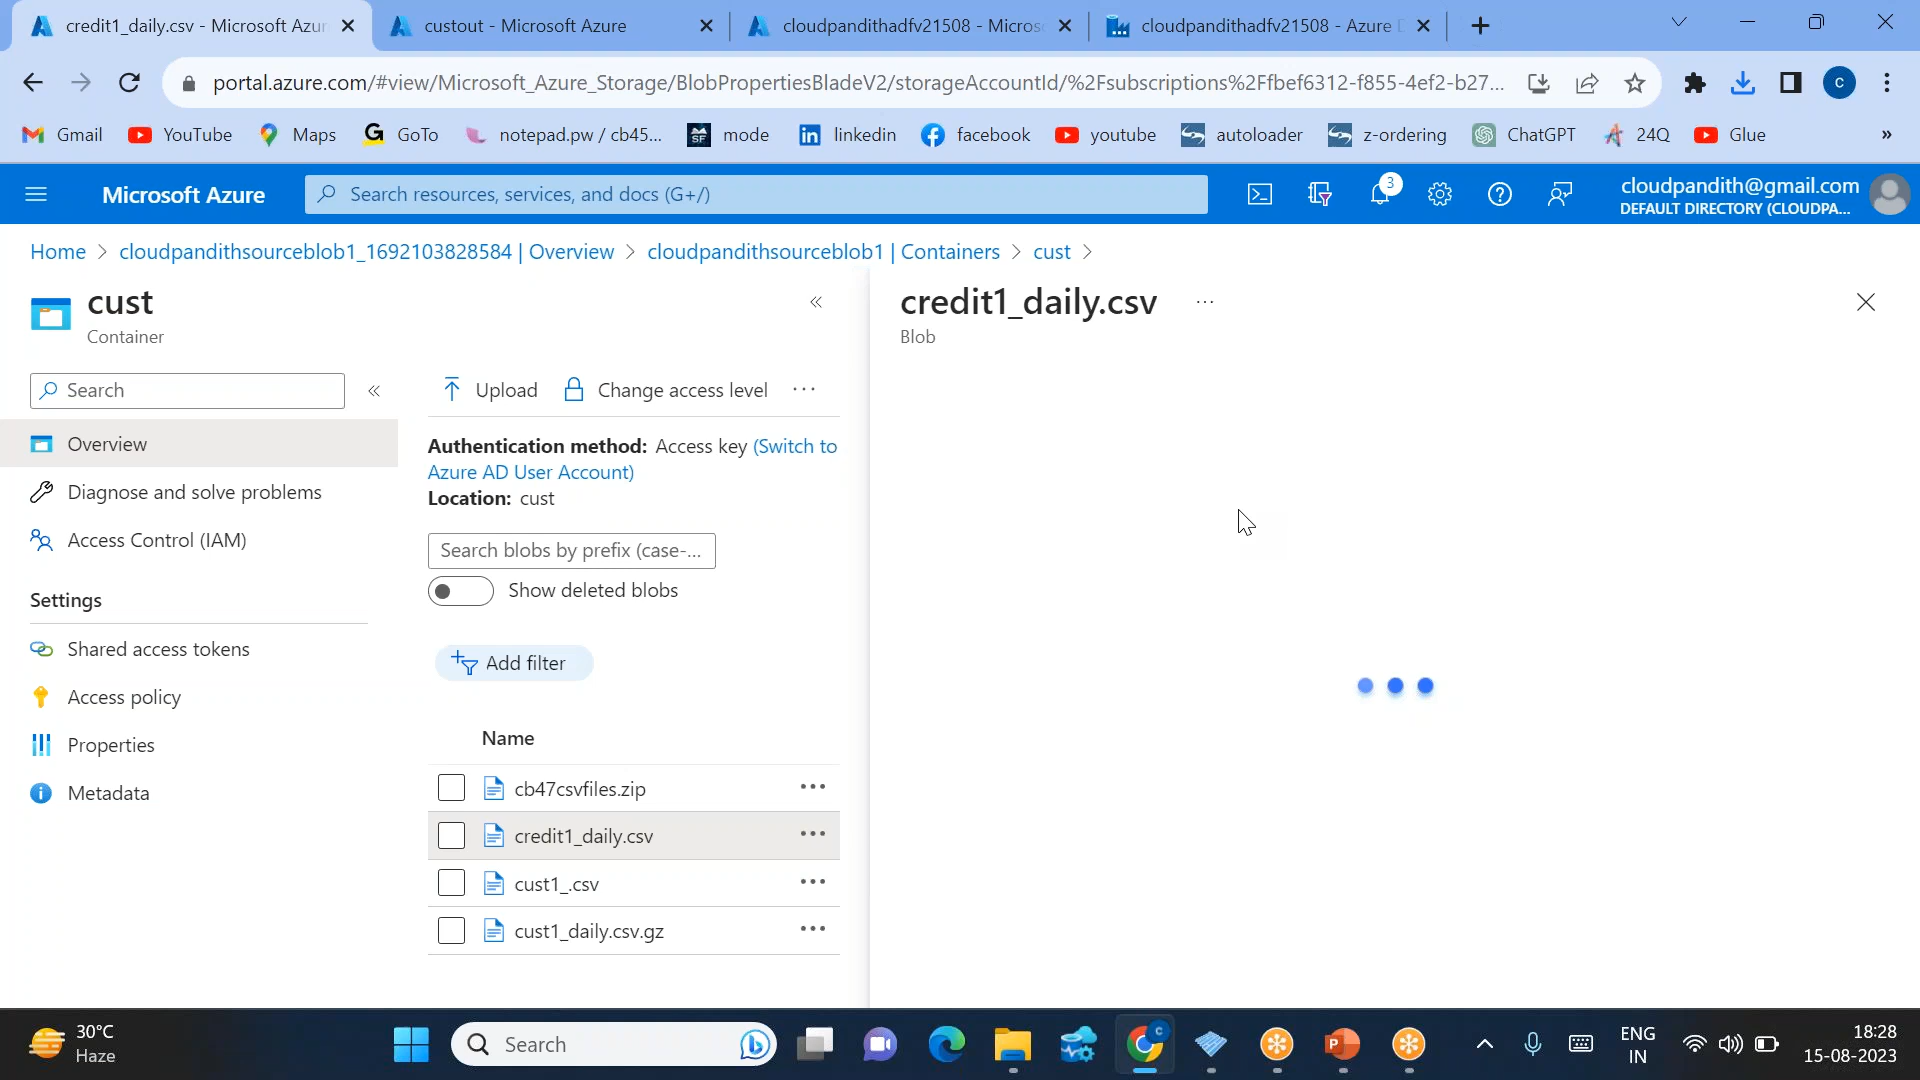 credit1_daily.csv - Microsoft Azur
custout - Microsoft Azure
cloudpandithadfv21508 - Micros
cloudpandithadfv21508 - Azure D
portal.azure.com/#view/Microsoft_Azure_Storage/BlobPropertiesBladeV2/storageAccountId/%2Fsubscriptions%2Ffbef6312-f855-4ef2-b27...
C
Gmail
YouTube
Maps
GoTo
notepad.pw / cb45...
mode
linkedin
facebook
youtube
autoloader
z-ordering
ChatGPT
24Q
Glue
»
Microsoft Azure
Search resources, services, and docs (G+/)
3
cloudpandith@gmail.com
DEFAULT DIRECTORY (CLOUDPA...
Home > cloudpandithsourceblob1_1692103828584 | Overview > cloudpandithsourceblob1 | Containers > cust >
cust
Container
«
Search
«
Overview
Diagnose and solve problems
Access Control (IAM)
Settings
Shared access tokens
Access policy
Properties
Metadata
Upload
Change access level
...
Authentication method: Access key (Switch to
Azure AD User Account)
Location: cust
Search blobs by prefix (case-...
Show deleted blobs
Add filter
Name
cb47csvfiles.zip
...
credit1_daily.csv
...
cust1_.csv
...
cust1_daily.csv.gz
...
credit1_daily.csv
...
Blob
30°C
Haze
Search
ENG
IN
18:28
15-08-2023